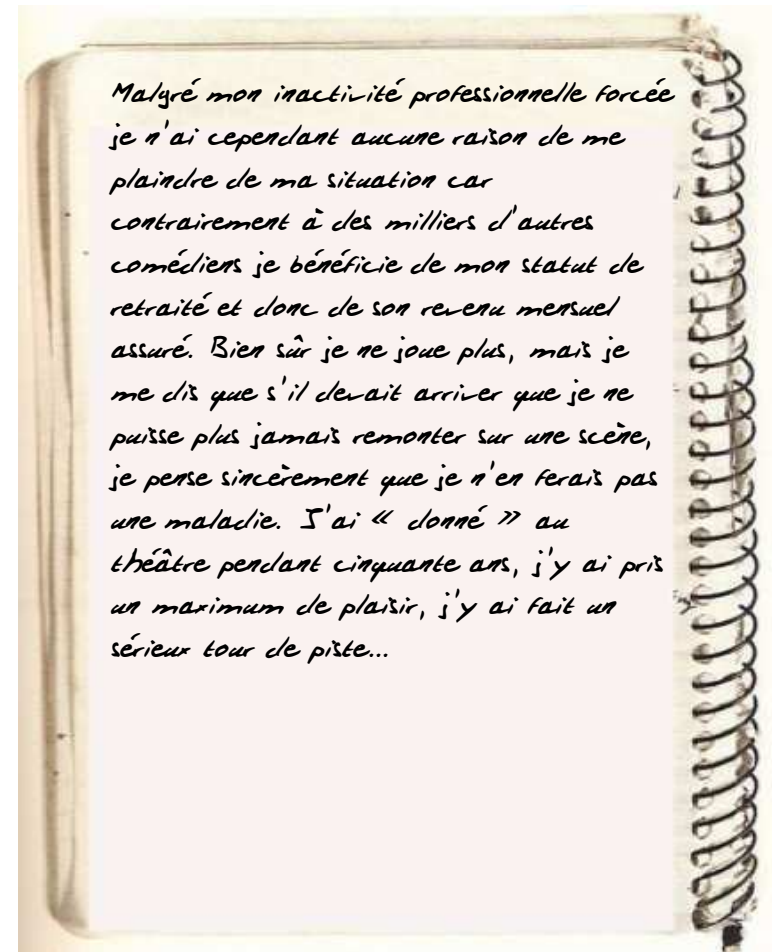 Malgré mon inactivité professionnelle forcée
je n'ai cependant aucune raison de me
plaindre de ma situation car
contrairement à des milliers d'autres
comédiens je bénéficie de mon statut de
retraité et donc de son revenu mensuel
assuré. Bien sûr je ne joue plus, mais je
me dis que s'il devait arriver que je ne
puisse plus jamais remonter sur une scène,
je pense sincèrement que je n'en ferais pas
une maladie. J'ai « donné » au
théâtre pendant cinquante ans, j'y ai pris
un maximum de plaisir, j'y ai fait un
sérieux tour de piste...